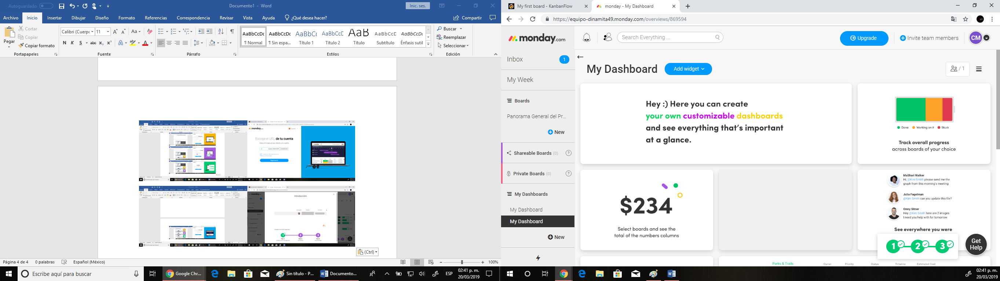 Autoguardado
Documento1 - Word
Inic. ses.
Archivo Inicio Insertar Dibujar Diseño Formato Referencias Correspondencia Revisar Vista Ayuda ¿Qué desea hacer? Compartir
Pegar
Cortar
Copiar
Copiar formato
Portapapeles
Calibri (Cuerpc 11
Fuente
Párrafo
AaBbCcDc AaBbCcDc AaBbCc AaBbCcD AaB AaBbCcD AaBbCcDc
¶ Normal ¶ Sin espa... Título 1 Título 2 Título Subtítulo Énfasis sutil
Estilos
Buscar
Reemplazar
Seleccionar
Edición
monday.com
Escoge el URL de tu cuenta
Introducción
1 2 3
(Ctrl)
Página 4 de 4 0 palabras Español (México) 100%
Escribe aquí para buscar
Google Chr...
Sin título - P...
Documento...
ESP
02:41 p. m.
20/03/2019
My first board - KanbanFlow
monday - My Dashboard
https://equipo-dinamita49.monday.com/overviews/869594
monday.com
Search Everything ...
Upgrade
Invite team members
CM
Inbox 1
My Week
Boards
Panorama General del Pr...
New
Shareable Boards (0) ?
Private Boards (0) ?
My Dashboards
My Dashboard
My Dashboard
New
My Dashboard
Add widget
/ 1
Hey :) Here you can create
your own customizable dashboards
and see everything that's important
at a glance.
Done Working on it Stuck
Track overall progress
across boards of your choice
$234
Select boards and see the
total of the numbers columns
MaShari Walker
Hi, @Kim Smith please send me the
graph from this morning's meeting
Julia Fagelman
@Kim Smith can you update this file?
Omry Sitner
Hey @Kim Smith here are 2 images
I need you help with for tomorrow
See everywhere you were
1 2 3
Get
Help
Parks & Trails Owner Priority Status Timeline Estimated Cost
02:41 p. m.
20/03/2019